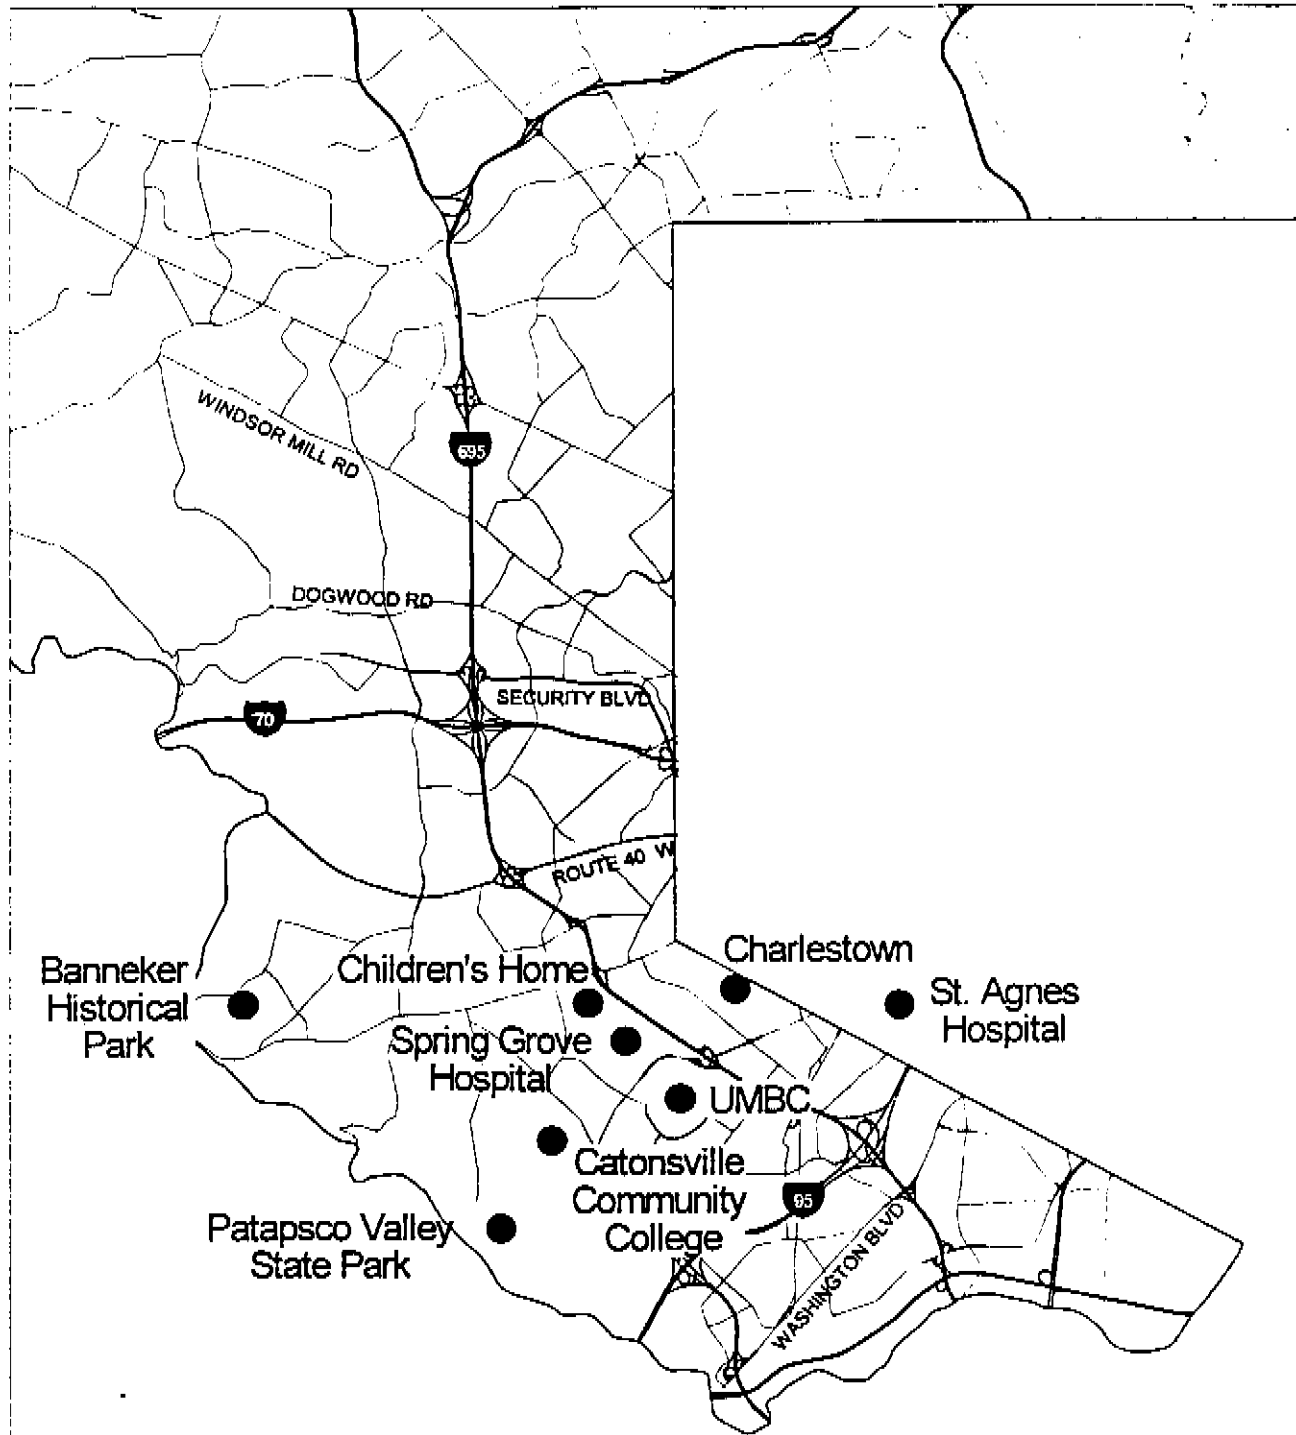 WINDSOR MILL RD
695
DOGWOOD RD
SECURITY BLVD
70
ROUTE 40 W
Charlestown
Banneker
Historical
Park
Children's Home
St. Agnes
Hospital
Spring Grove
Hospital
UMBC
Catonsville
Community
College
95
Patapsco Valley
State Park
WASHINGTON BLVD